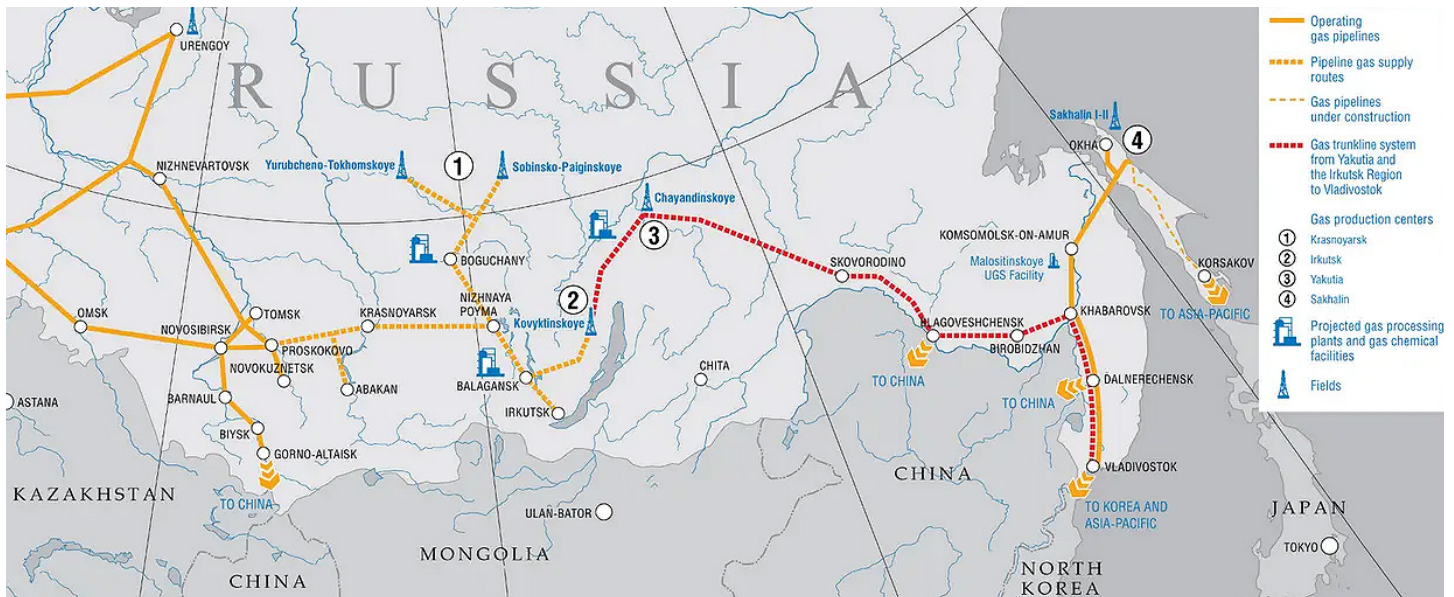 URENGOY
R U S S I A
NIZHNEVARTOVSK
Yurubcheno-Tokhomskoye
1
Sobinsko-Paiginskoye
Chayandinskoye
3
BOGUCHANY
SKOVORODINO
Sakhalin I-II
OKHA
4
KOMSOMOLSK-ON-AMUR
Malositinskoye
UGS Facility
KORSAKOV
TO ASIA-PACIFIC
OMSK
TOMSK
NOVOSIBIRSK
PROSKOKOVO
KRASNOYARSK
NIZHNAYA
POYMA
2
Kovyktinskoye
BLAGOVESHCHENSK
BIROBIDZHAN
KHABAROVSK
NOVOKUZNETSK
ABAKAN
BALAGANSK
IRKUTSK
CHITA
TO CHINA
TO CHINA
DALNERECHENSK
ASTANA
BARNAUL
BIYSK
GORNO-ALTAISK
TO CHINA
VLADIVOSTOK
TO KOREA AND
ASIA-PACIFIC
KAZAKHSTAN
ULAN-BATOR
MONGOLIA
CHINA
CHINA
NORTH
KOREA
JAPAN
TOKYO
Operating
gas pipelines
Pipeline gas supply
routes
Gas pipelines
under construction
Gas trunkline system
from Yakutia and
the Irkutsk Region
to Vladivostok
Gas production centers
1 Krasnoyarsk
2 Irkutsk
3 Yakutia
4 Sakhalin
Projected gas processing
plants and gas chemical
facilities
Fields